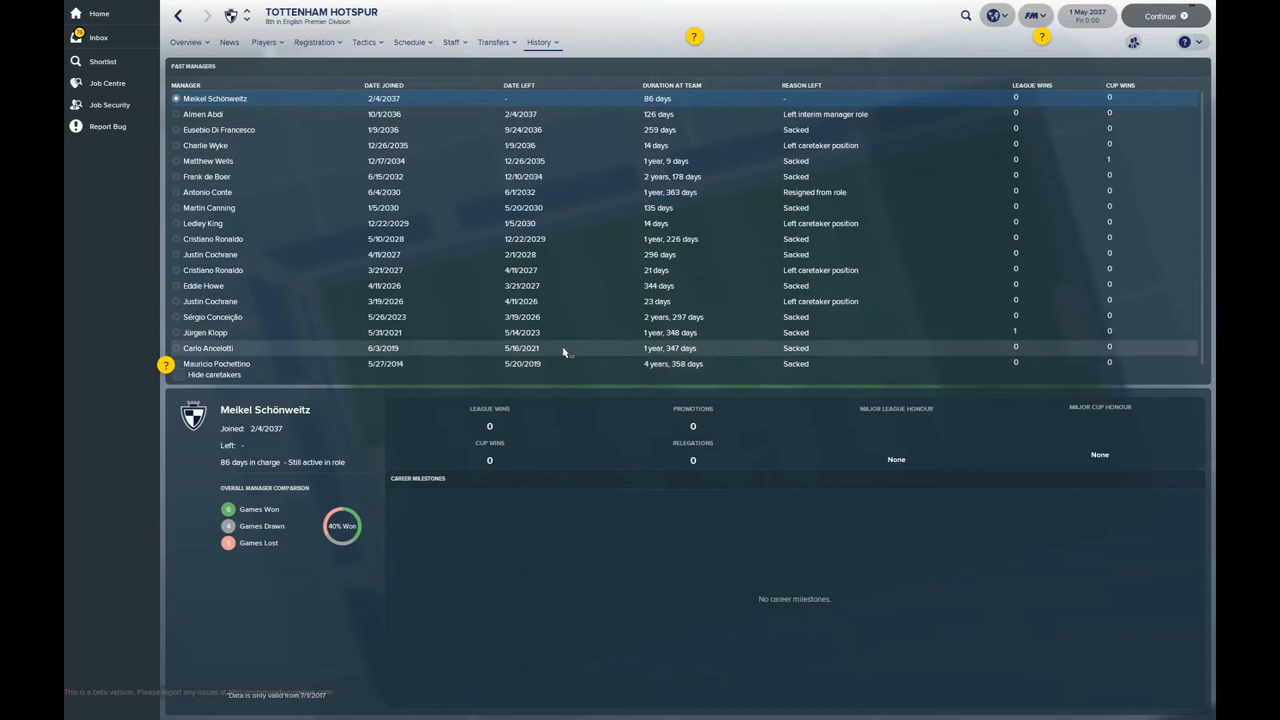 Home
Inbox
Shortlist
Job Centre
Job Security
Report Bug
TOTTENHAM HOTSPUR
8th in English Premier Division
FM
1 May 2037
Fri 0:00
Continue
Overview News Players Registration Tactics Schedule Staff Transfers History
?
?
?
PAST MANAGERS
MANAGER DATE JOINED DATE LEFT DURATION AT TEAM REASON LEFT LEAGUE WINS CUP WINS
Meikel Schönweitz 2/4/2037 - 86 days - 0 0
Almen Abdi 10/1/2036 2/4/2037 126 days Left interim manager role 0 0
Eusebio Di Francesco 1/9/2036 9/24/2036 259 days Sacked 0 0
Charlie Wyke 12/26/2035 1/9/2036 14 days Left caretaker position 0 0
Matthew Wells 12/17/2034 12/26/2035 1 year, 9 days Sacked 0 1
Frank de Boer 6/15/2032 12/10/2034 2 years, 178 days Sacked 0 0
Antonio Conte 6/4/2030 6/1/2032 1 year, 363 days Resigned from role 0 0
Martin Canning 1/5/2030 5/20/2030 135 days Sacked 0 0
Ledley King 12/22/2029 1/5/2030 14 days Left caretaker position 0 0
Cristiano Ronaldo 5/10/2028 12/22/2029 1 year, 226 days Sacked 0 0
Justin Cochrane 4/11/2027 2/1/2028 296 days Sacked 0 0
Cristiano Ronaldo 3/21/2027 4/11/2027 21 days Left caretaker position 0 0
Eddie Howe 4/11/2026 3/21/2027 344 days Sacked 0 0
Justin Cochrane 3/19/2026 4/11/2026 23 days Left caretaker position 0 0
Sérgio Conceição 5/26/2023 3/19/2026 2 years, 297 days Sacked 0 0
Jürgen Klopp 5/31/2021 5/14/2023 1 year, 348 days Sacked 1 0
Carlo Ancelotti 6/3/2019 5/16/2021 1 year, 347 days Sacked 0 0
? Mauricio Pochettino 5/27/2014 5/20/2019 4 years, 358 days Sacked 0 0
Hide caretakers
Meikel Schönweitz
Joined: 2/4/2037
Left: -
86 days in charge - Still active in role
OVERALL MANAGER COMPARISON
6 Games Won
4 Games Drawn
5 Games Lost
40% Won
LEAGUE WINS PROMOTIONS MAJOR LEAGUE HONOUR MAJOR CUP HONOUR
0 0
CUP WINS RELEGATIONS
0 0 None None
CAREER MILESTONES
No career milestones.
This is a beta version. Please report any issues at
*Data is only valid from 7/1/2017